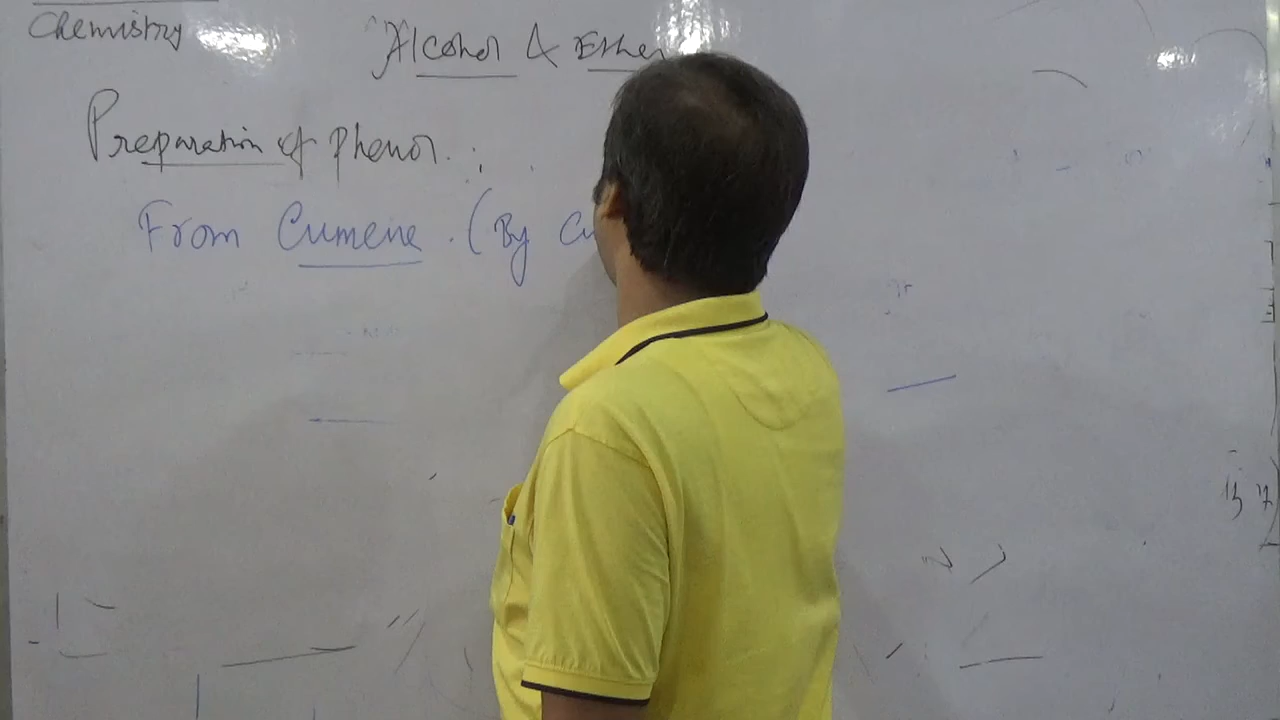 Chemistry
Alcohol & Ether
Preparation of Phenol :
From Cumene . (By Cu